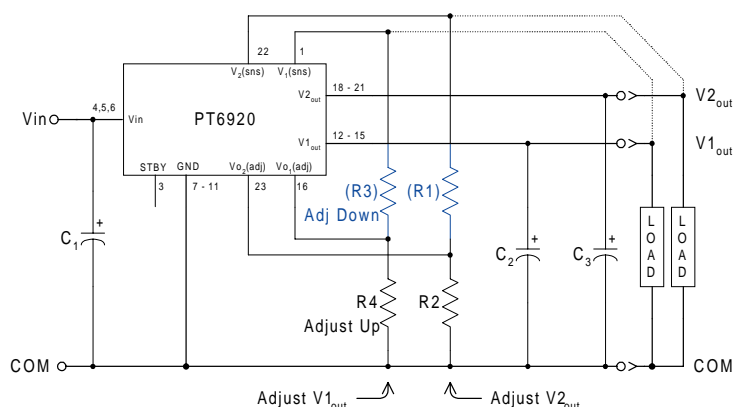 22
1
V2(sns)
V1(sns)
18 - 21
V2out
V2out
4,5,6
Vin
Vin
PT6920
12 - 15
V1out
V1out
STBY
GND
Vo2(adj)
Vo1(adj)
3
7 - 11
23
16
(R3)
(R1)
Adj Down
L O A D
L O A D
+
C1
+
C2
+
C3
R4
R2
Adjust Up
COM
COM
Adjust V1out
Adjust V2out